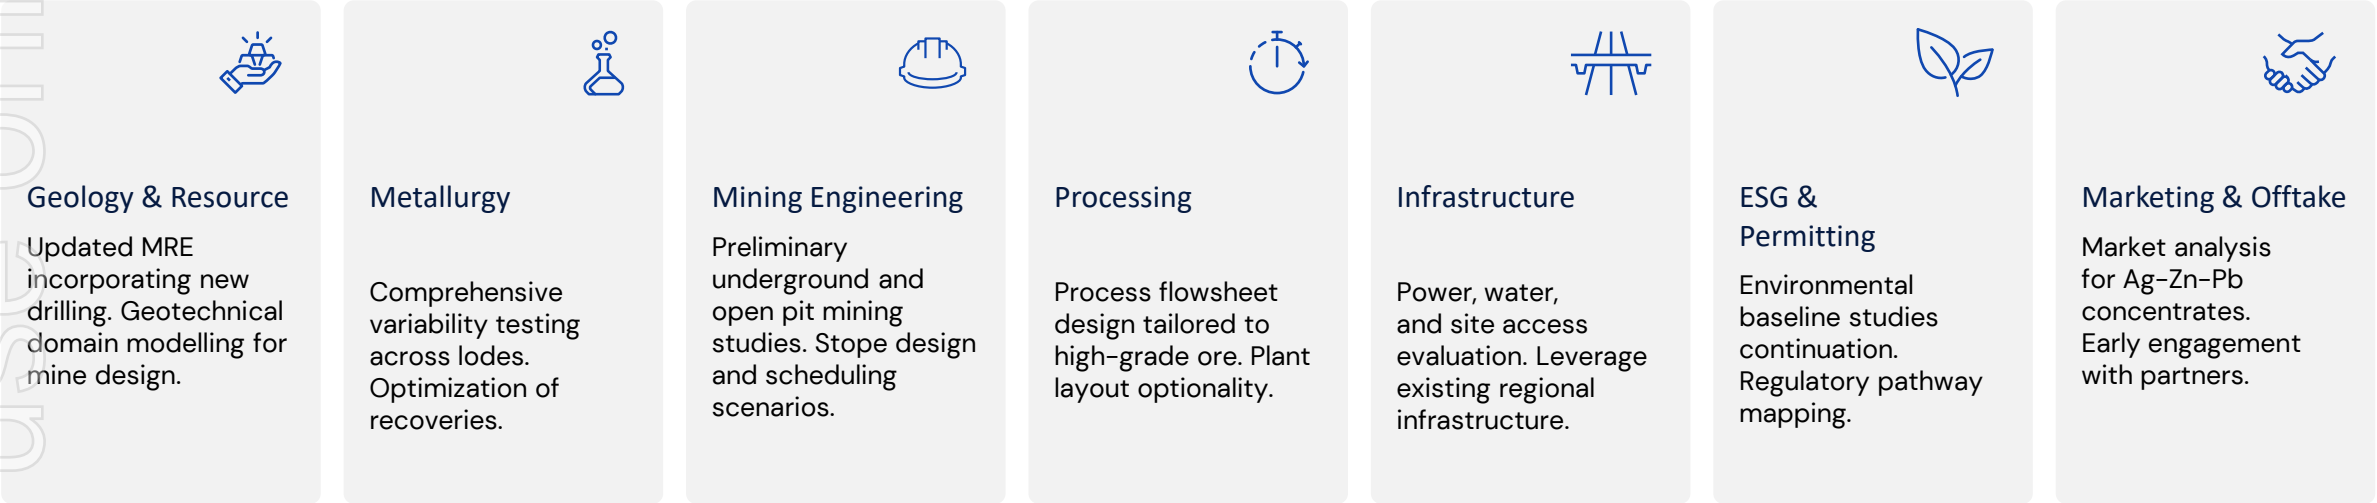 Geology & Resource
Updated MRE
incorporating new
drilling. Geotechnical
domain modelling for
mine design.
Metallurgy
Comprehensive
variability testing
across lodes.
Optimization of
recoveries.
Mining Engineering
Preliminary
underground and
open pit mining
studies. Stope design
and scheduling
scenarios.
Processing
Process flowsheet
design tailored to
high-grade ore. Plant
layout optionality.
Infrastructure
Power, water,
and site access
evaluation. Leverage
existing regional
infrastructure.
ESG &
Permitting
Environmental
baseline studies
continuation.
Regulatory pathway
mapping.
Marketing & Offtake
Market analysis
for Ag-Zn-Pb
concentrates.
Early engagement
with partners.
use